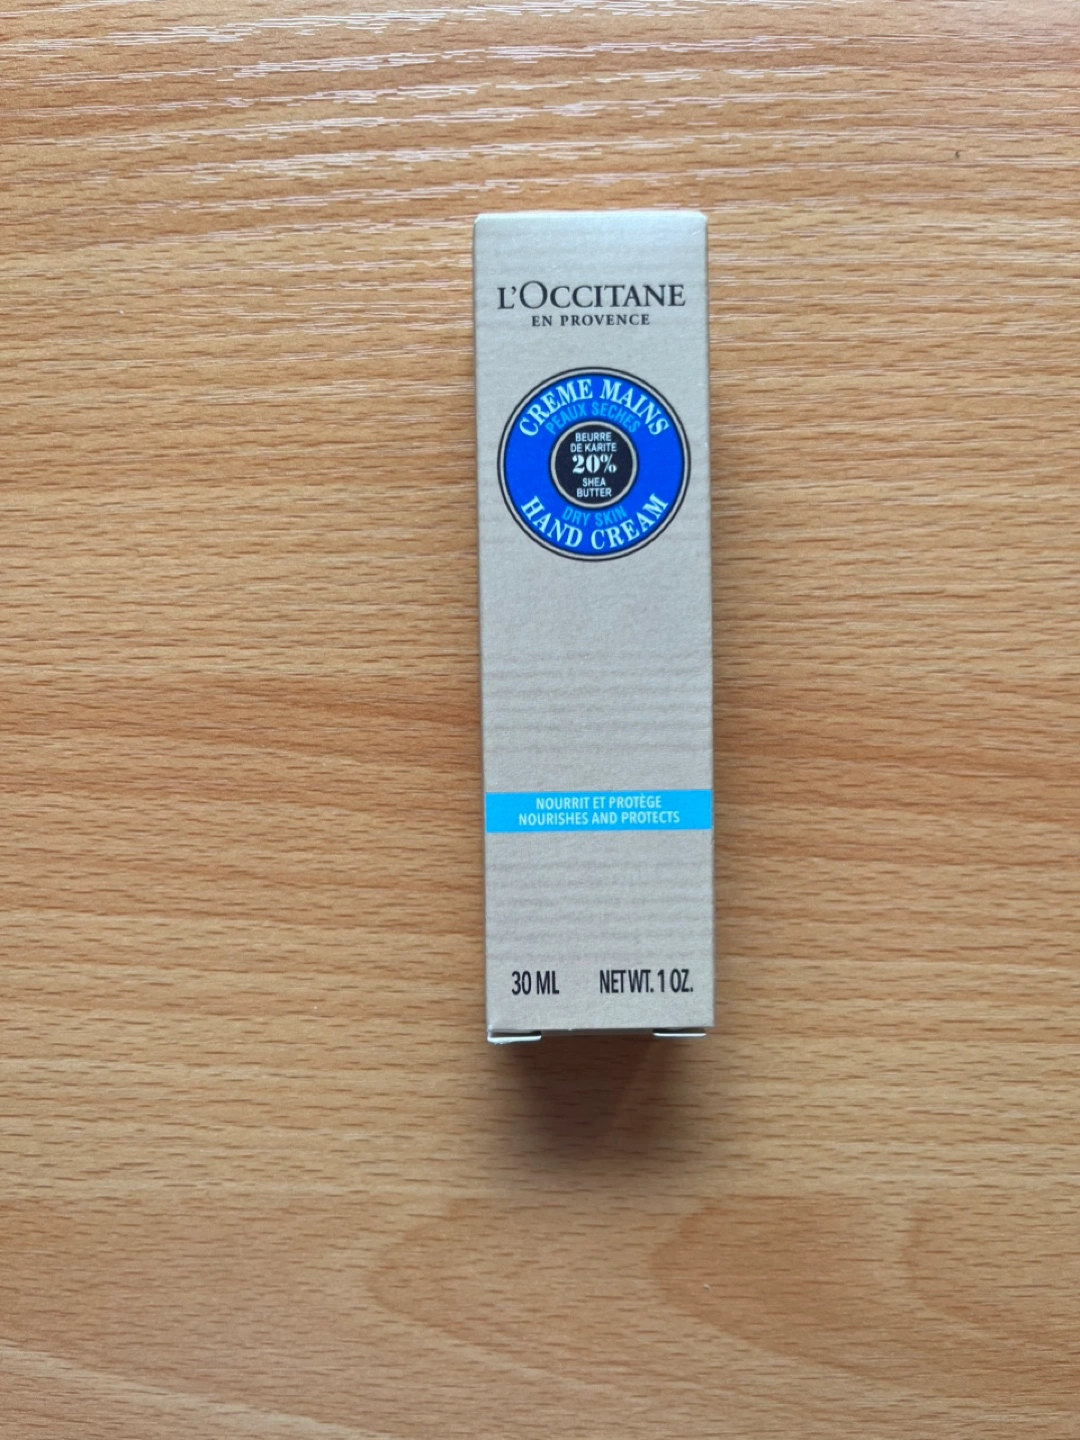 L'OCCITANE
EN PROVENCE
CREME MAINS
PEAUX SECHES
BEURRE
DE KARITE
20%
SHEA
BUTTER
DRY SKIN
HAND CREAM
NOURRIT ET PROTÈGE
NOURISHES AND PROTECTS
30 ML NET WT. 1 OZ.